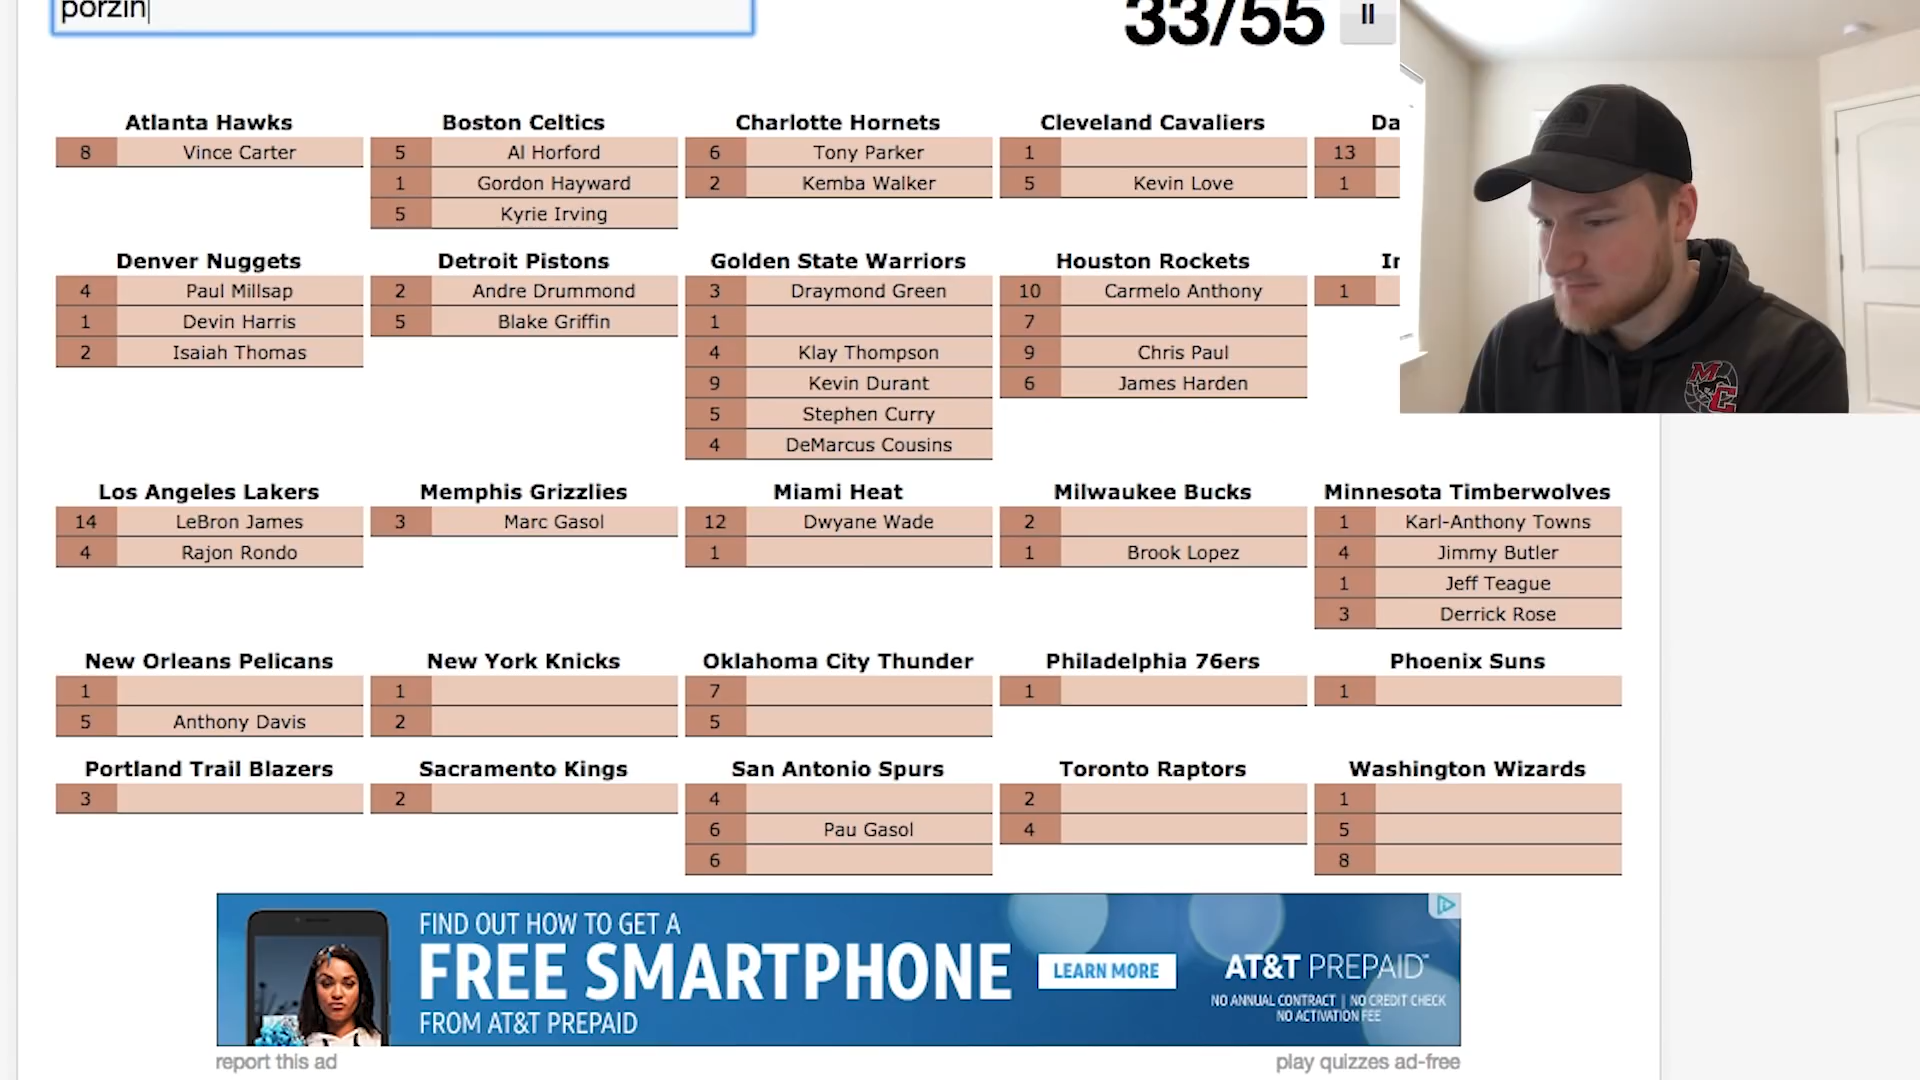 porzin
33/55
Atlanta Hawks
8 Vince Carter
Boston Celtics
5 Al Horford
1 Gordon Hayward
5 Kyrie Irving
Charlotte Hornets
6 Tony Parker
2 Kemba Walker
Cleveland Cavaliers
1
5 Kevin Love
Da
13
1
Denver Nuggets
4 Paul Millsap
1 Devin Harris
2 Isaiah Thomas
Detroit Pistons
2 Andre Drummond
5 Blake Griffin
Golden State Warriors
3 Draymond Green
1
4 Klay Thompson
9 Kevin Durant
5 Stephen Curry
4 DeMarcus Cousins
Houston Rockets
10 Carmelo Anthony
7
9 Chris Paul
6 James Harden
In
1
Los Angeles Lakers
14 LeBron James
4 Rajon Rondo
Memphis Grizzlies
3 Marc Gasol
Miami Heat
12 Dwyane Wade
1
Milwaukee Bucks
2
1 Brook Lopez
Minnesota Timberwolves
1 Karl-Anthony Towns
4 Jimmy Butler
1 Jeff Teague
3 Derrick Rose
New Orleans Pelicans
1
5 Anthony Davis
New York Knicks
1
2
Oklahoma City Thunder
7
5
Philadelphia 76ers
1
Phoenix Suns
1
Portland Trail Blazers
3
Sacramento Kings
2
San Antonio Spurs
4
6 Pau Gasol
6
Toronto Raptors
2
4
Washington Wizards
1
5
8
MC
FIND OUT HOW TO GET A
FREE SMARTPHONE
FROM AT&T PREPAID
LEARN MORE
AT&T PREPAID℠
NO ANNUAL CONTRACT | NO CREDIT CHECK
NO ACTIVATION FEE
report this ad
play quizzes ad-free